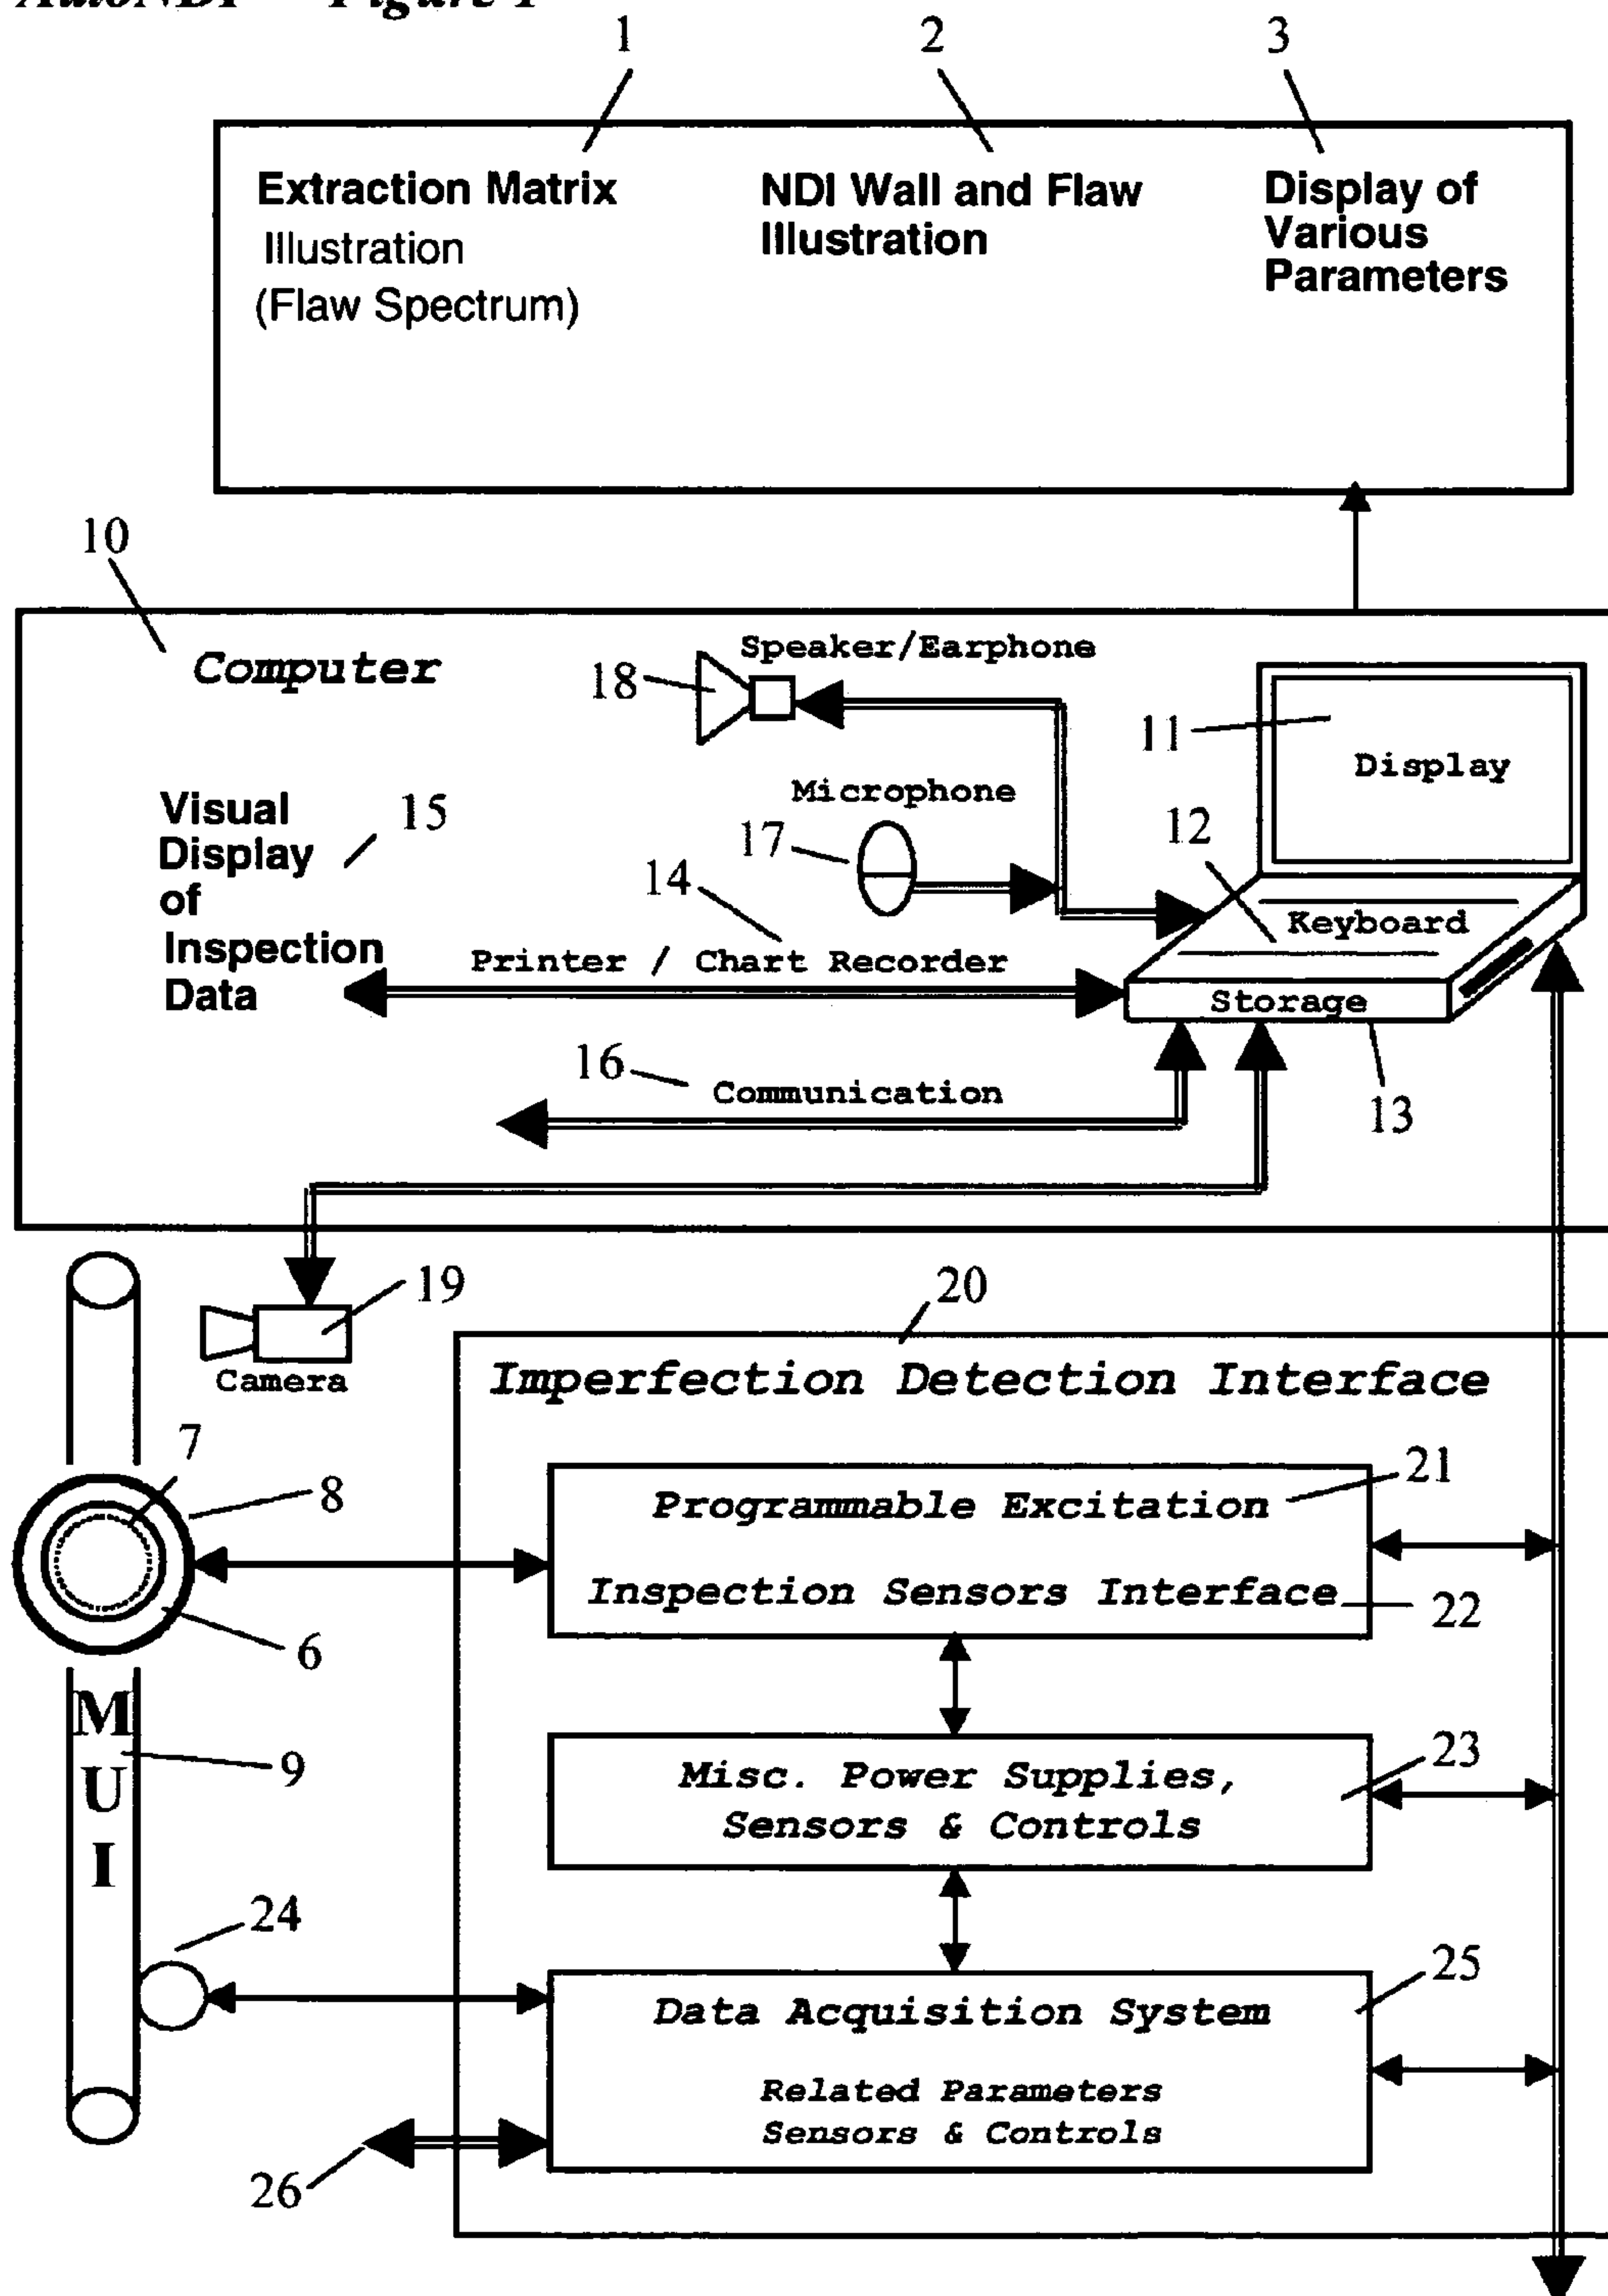 AutoNDI Figure 1
1 2 3
Extraction Matrix
Illustration
(Flaw Spectrum)
NDI Wall and Flaw
Illustration
Display of
Various
Parameters
10
Computer
Speaker/Earphone
18
11
Display
Microphone
17
12
Visual
Display
of
Inspection
Data
15
14
Keyboard
Printer / Chart Recorder
Storage
16
Communication
13
19
Camera
20
Imperfection Detection Interface
7
8
6
21
Programmable Excitation
Inspection Sensors Interface
22
M
U
I
9
23
Misc. Power Supplies,
Sensors & Controls
24
25
Data Acquisition System
Related Parameters
Sensors & Controls
26